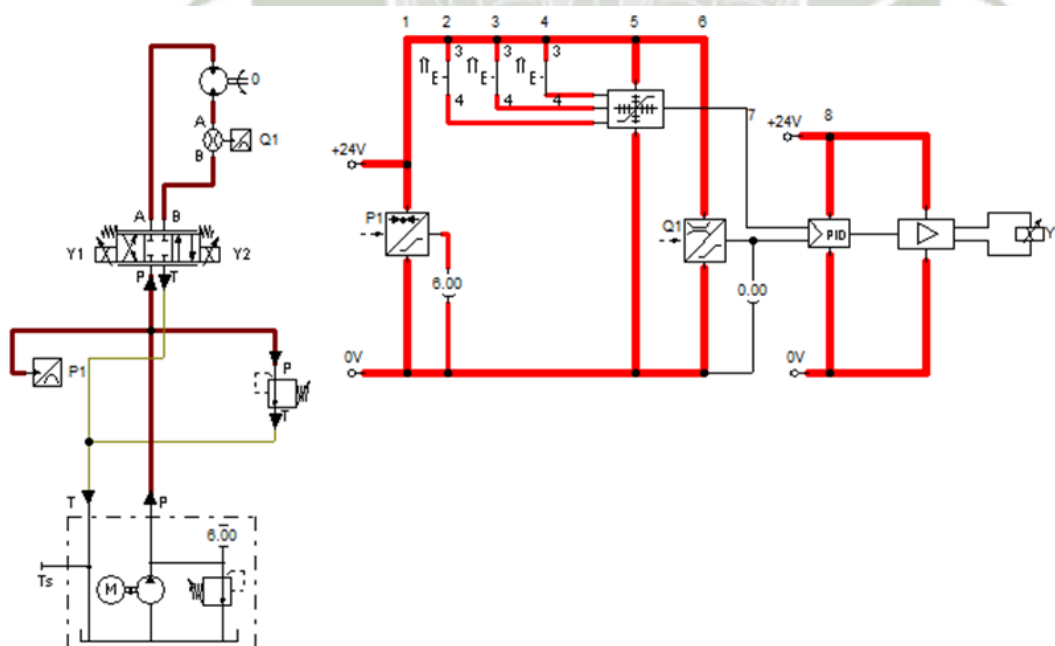 1 2 3 4 5 6
0
3 3 3
E E E
4 4 4
A
Q1
B
7 8
+24V
+24V
A B
P1
Q1
PID
Y
Y1 Y2
P T
6.00
0.00
P1
P
0V
0V
T
T P
6.00
Ts
M